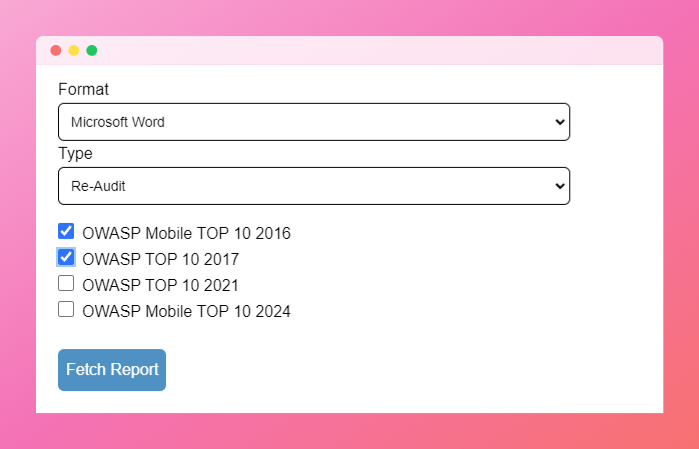 Format
Microsoft Word
Type
Re-Audit
OWASP Mobile TOP 10 2016
OWASP TOP 10 2017
OWASP TOP 10 2021
OWASP Mobile TOP 10 2024
Fetch Report